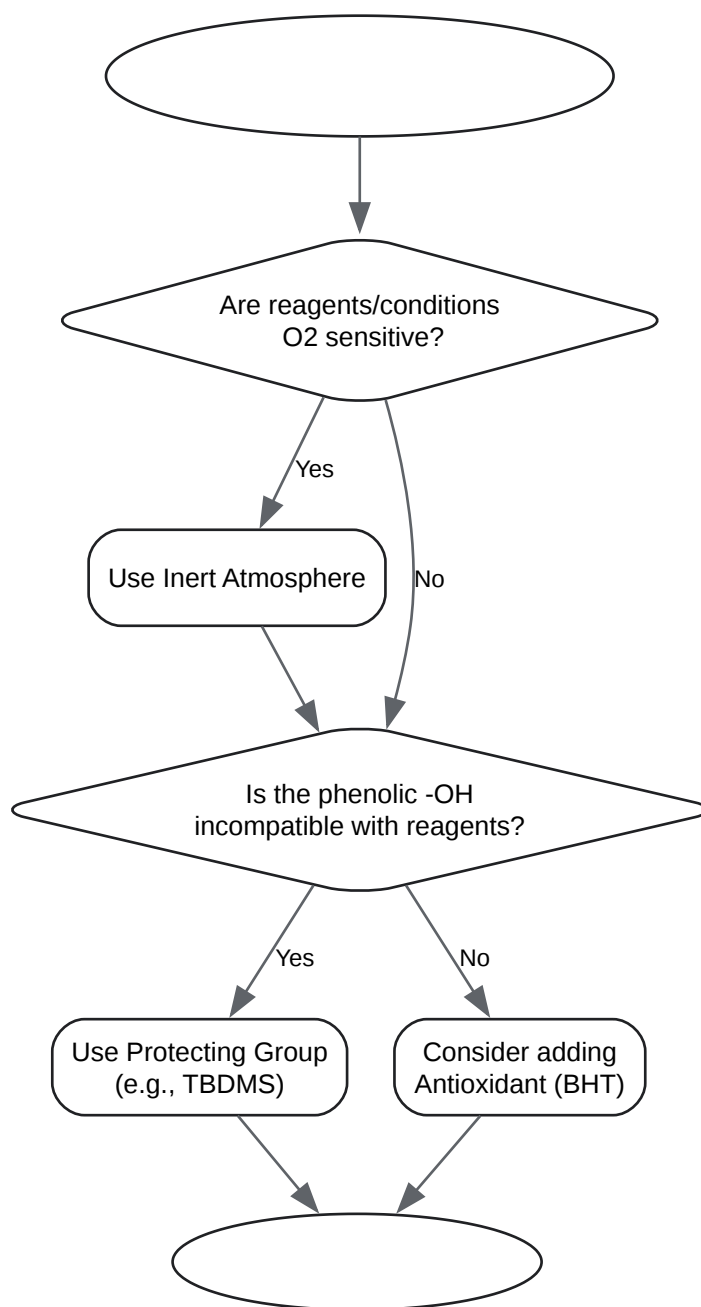 Are reagents/conditions
O2 sensitive?
Yes
Use Inert Atmosphere
No
Is the phenolic -OH
incompatible with reagents?
Yes
No
Use Protecting Group
(e.g., TBDMS)
Consider adding
Antioxidant (BHT)